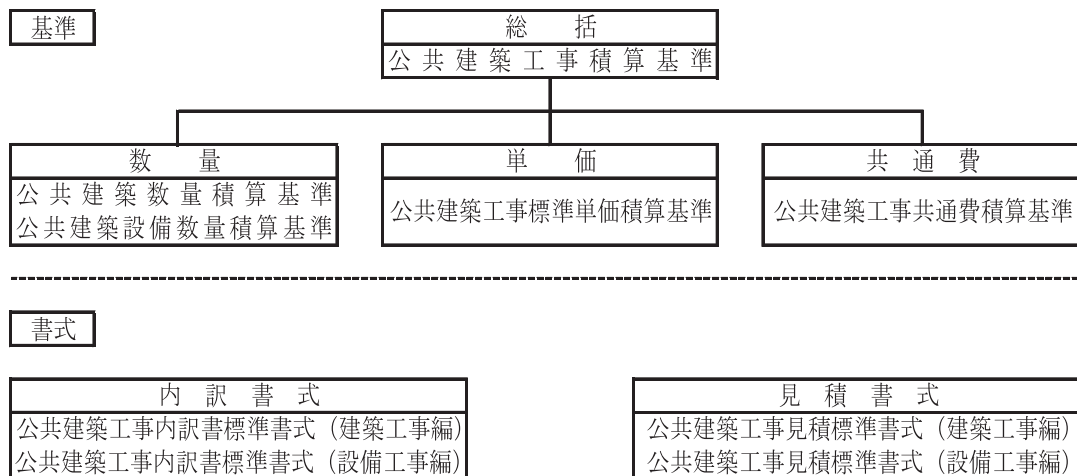 基準
総括
公共建築工事積算基準
数量
単価
共通費
公共建築数量積算基準
公共建築設備数量積算基準
公共建築工事標準単価積算基準
公共建築工事共通費積算基準
書式
内訳書式
公共建築工事内訳書標準書式（建築工事編）
公共建築工事内訳書標準書式（設備工事編）
見積書式
公共建築工事見積標準書式（建築工事編）
公共建築工事見積標準書式（設備工事編）